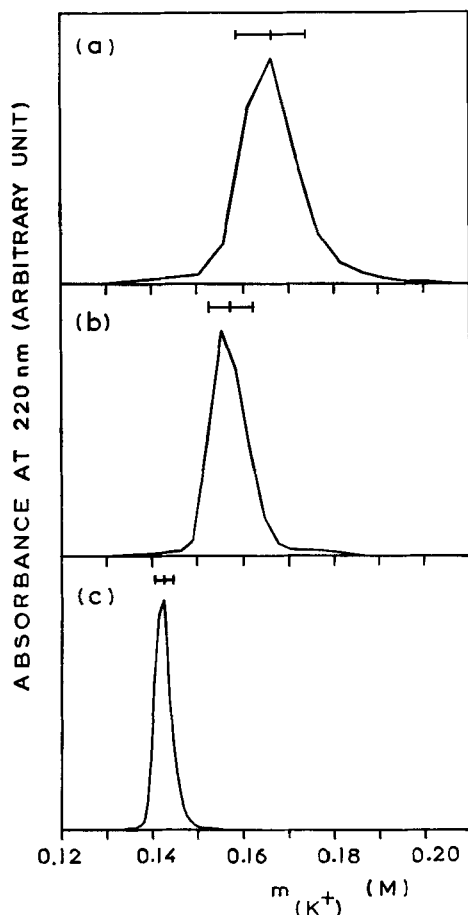 ABSORBANCE AT 220 nm (ARBITRARY UNIT)
(a)
(b)
(c)
0.12 0.14 0.16 0.18 0.20
m(K+) (M)